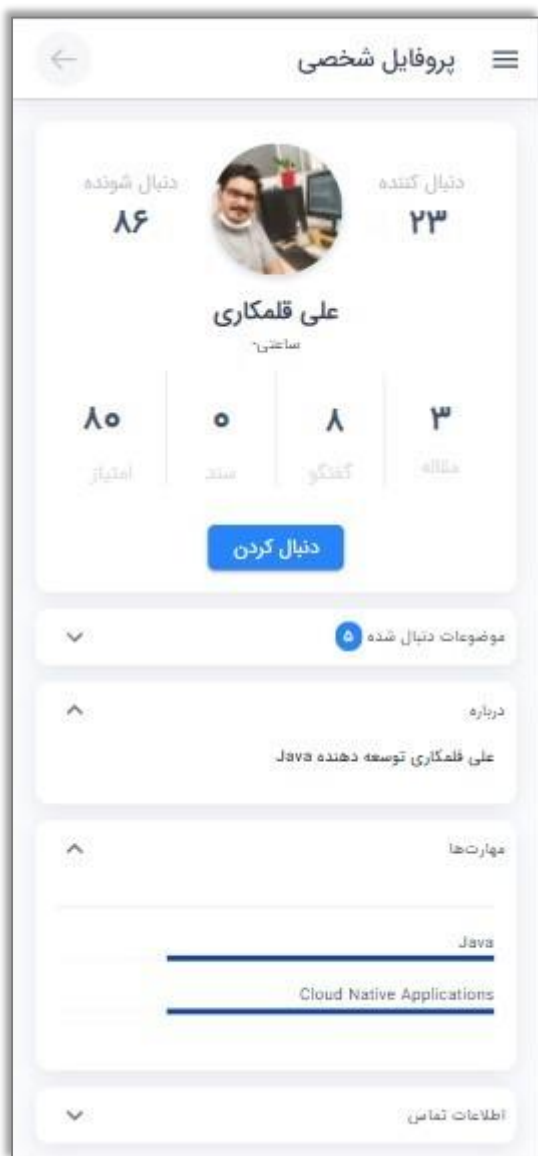 پروفایل شخصی
دنبال کننده
دنبال شونده
۲۳
۸۶
علی قلمکاری
ساعتی-
۳
۸
۰
۸۰
مقاله
گفتگو
سند
امتیاز
دنبال کردن
موضوعات دنبال شده ۵
درباره
علی قلمکاری توسعه دهنده Java
مهارت‌ها
Java
Cloud Native Applications
اطلاعات تماس